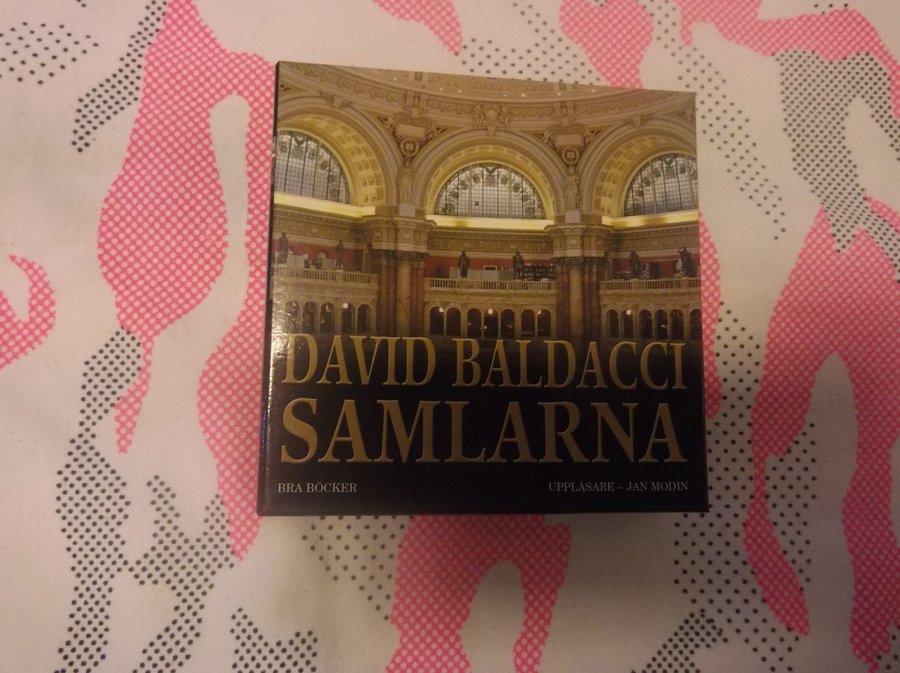 DAVID BALDACCI
SAMLARNA
BRA BÖCKER
UPPLÄSARE – JAN MODIN